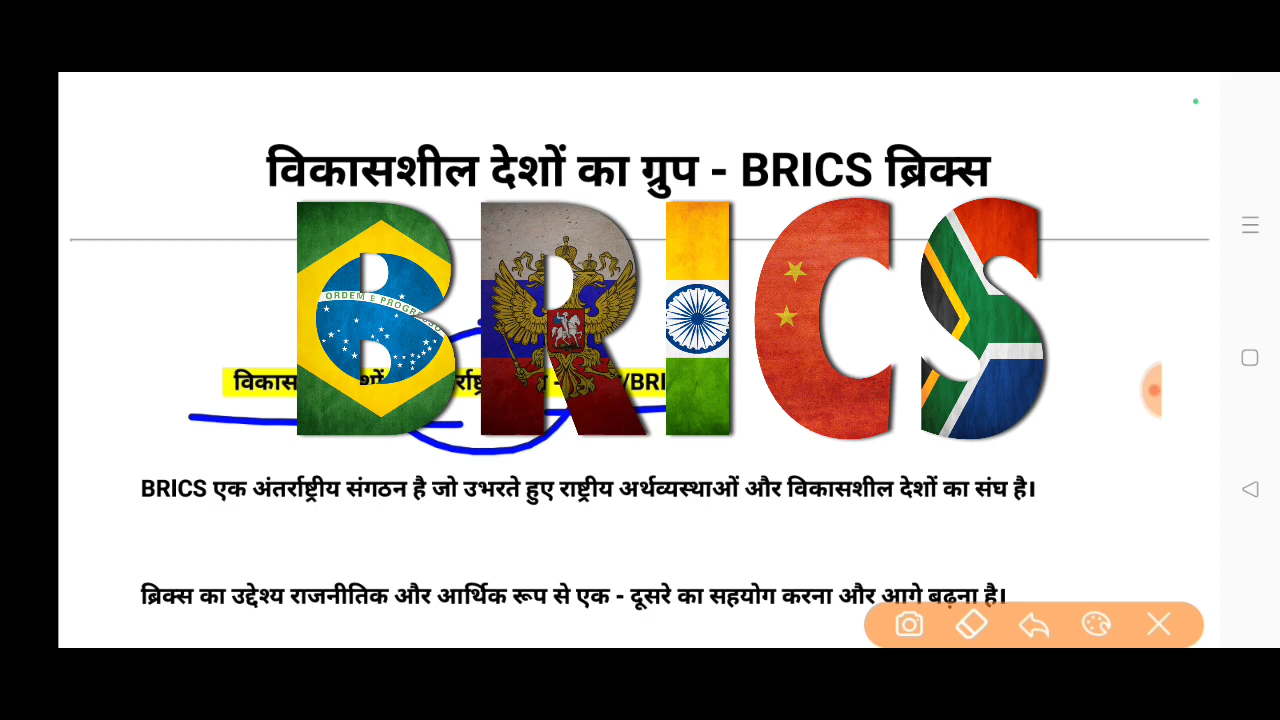 विकासशील देशों का ग्रुप - BRICS ब्रिक्स
BRICS
ORDEM E PROGRESSO
BRICS एक अंतर्राष्ट्रीय संगठन है जो उभरते हुए राष्ट्रीय अर्थव्यस्थाओं और विकासशील देशों का संघ है।
ब्रिक्स का उद्देश्य राजनीतिक और आर्थिक रूप से एक - दूसरे का सहयोग करना और आगे बढ़ना है।